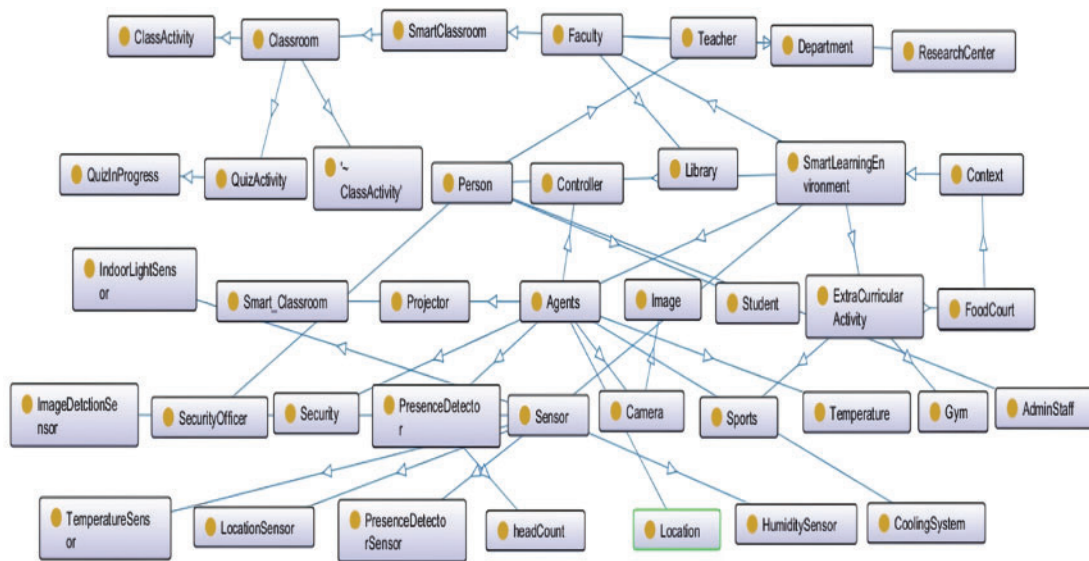 ClassActivity
Classroom
SmartClassroom
Faculty
Teacher
Department
ResearchCenter
QuizInProgress
QuizActivity
'~
ClassActivity'
Person
Controller
Library
SmartLearningEn
vironment
Context
IndoorLightSens
or
Smart_Classroom
Projector
Agents
Image
Student
ExtraCurricular
Activity
FoodCourt
ImageDetctionSe
nsor
SecurityOfficer
Security
PresenceDetecto
r
Sensor
Camera
Sports
Temperature
Gym
AdminStaff
TemperatureSens
or
LocationSensor
PresenceDetecto
rSensor
headCount
Location
HumiditySensor
CoolingSystem